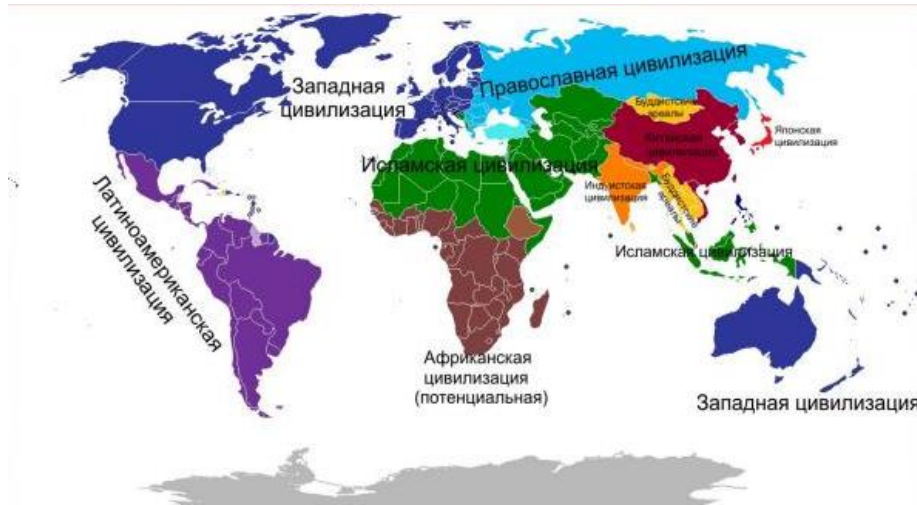 Западная
цивилизация
Православная цивилизация
Буддистские
ареалы
Японская
цивилизация
Китайская
цивилизация
Исламская цивилизация
Индуистская
цивилизация
Буддистские
ареалы
Латиноамериканская
цивилизация
Исламская цивилизация
Африканская
цивилизация
(потенциальная)
Западная цивилизация